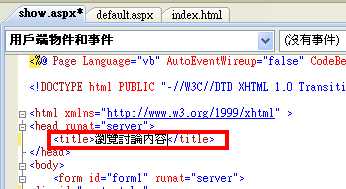 show.aspx* default.aspx index.html
用戶端物件和事件 (沒有事件)
<%@ Page Language="vb" AutoEventWireup="false" CodeBe
<!DOCTYPE html PUBLIC "-//W3C//DTD XHTML 1.0 Transiti
<html xmlns="http://www.w3.org/1999/xhtml" >
<head runat="server">
<title>瀏覽討論內容</title>
</head>
<body>
<form id="form1" runat="server">